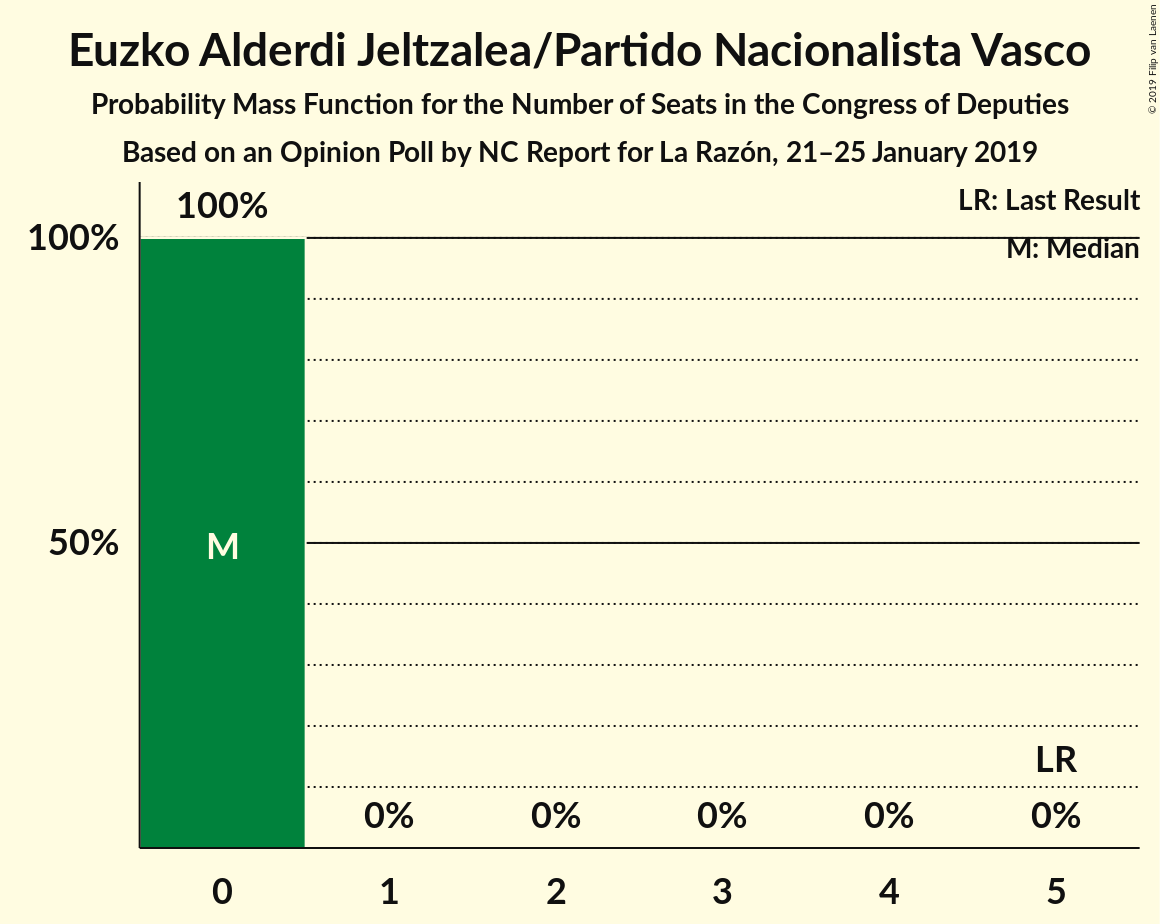 Euzko Alderdi Jeltzalea/Partido Nacionalista Vasco
Probability Mass Function for the Number of Seats in the Congress of Deputies
Based on an Opinion Poll by NC Report for La Razón, 21–25 January 2019
© 2019 Filip van Laenen
LR: Last Result
M: Median
100%
100%
50%
M
LR
0% 0% 0% 0% 0%
0 1 2 3 4 5